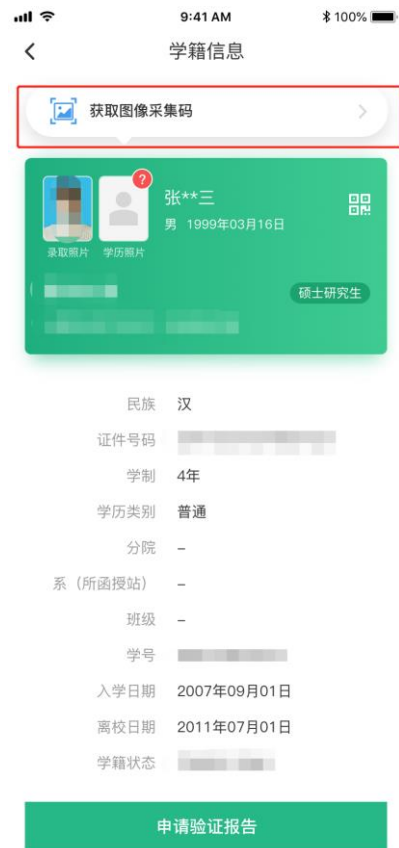 9:41 AM 100%
学籍信息
获取图像采集码
?
张**三
男 1999年03月16日
录取照片 学历照片
硕士研究生
民族 汉
证件号码
学制 4年
学历类别 普通
分院 –
系（所函授站） –
班级 –
学号
入学日期 2007年09月01日
离校日期 2011年07月01日
学籍状态
申请验证报告